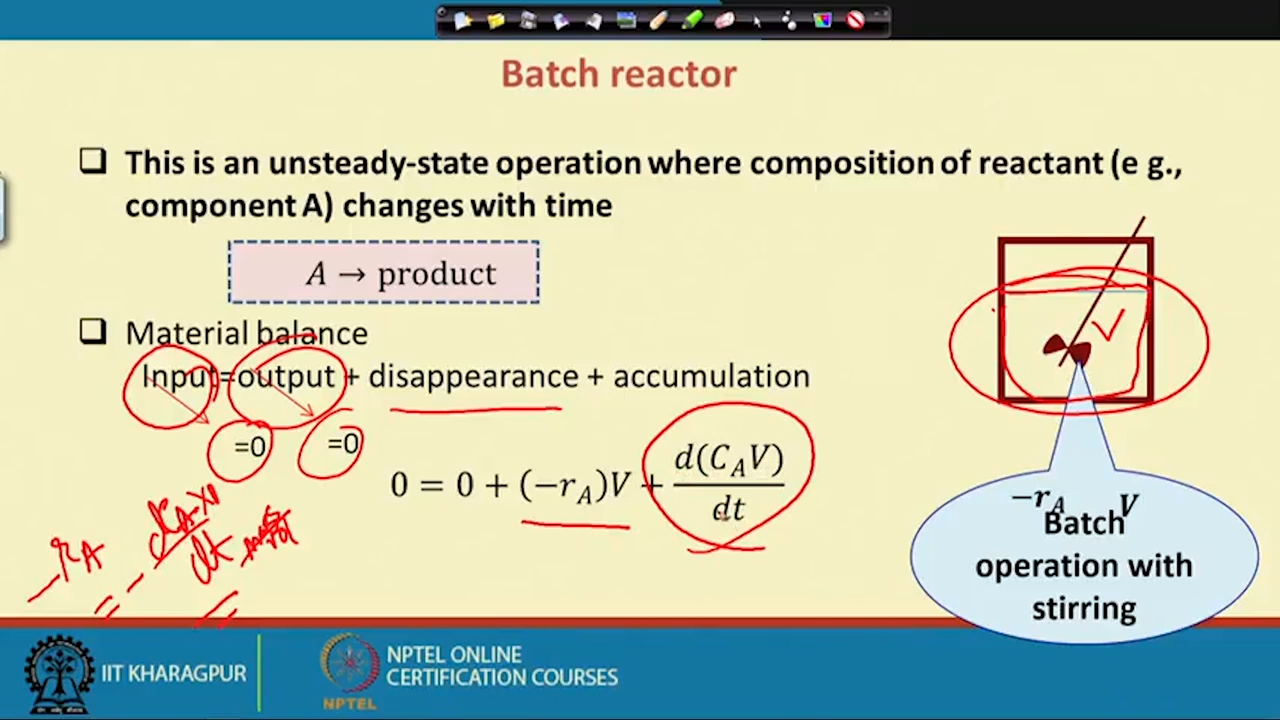 Batch reactor
❑ This is an unsteady-state operation where composition of reactant (e g.,
component A) changes with time
A → product
❑ Material balance
Input=output + disappearance + accumulation
=0 =0
0 = 0 + (−r_A)V + d(C_AV)/dt
V
−r_A V
Batch
operation with
stirring
−r_A = −
IIT KHARAGPUR
NPTEL
NPTEL ONLINE
CERTIFICATION COURSES